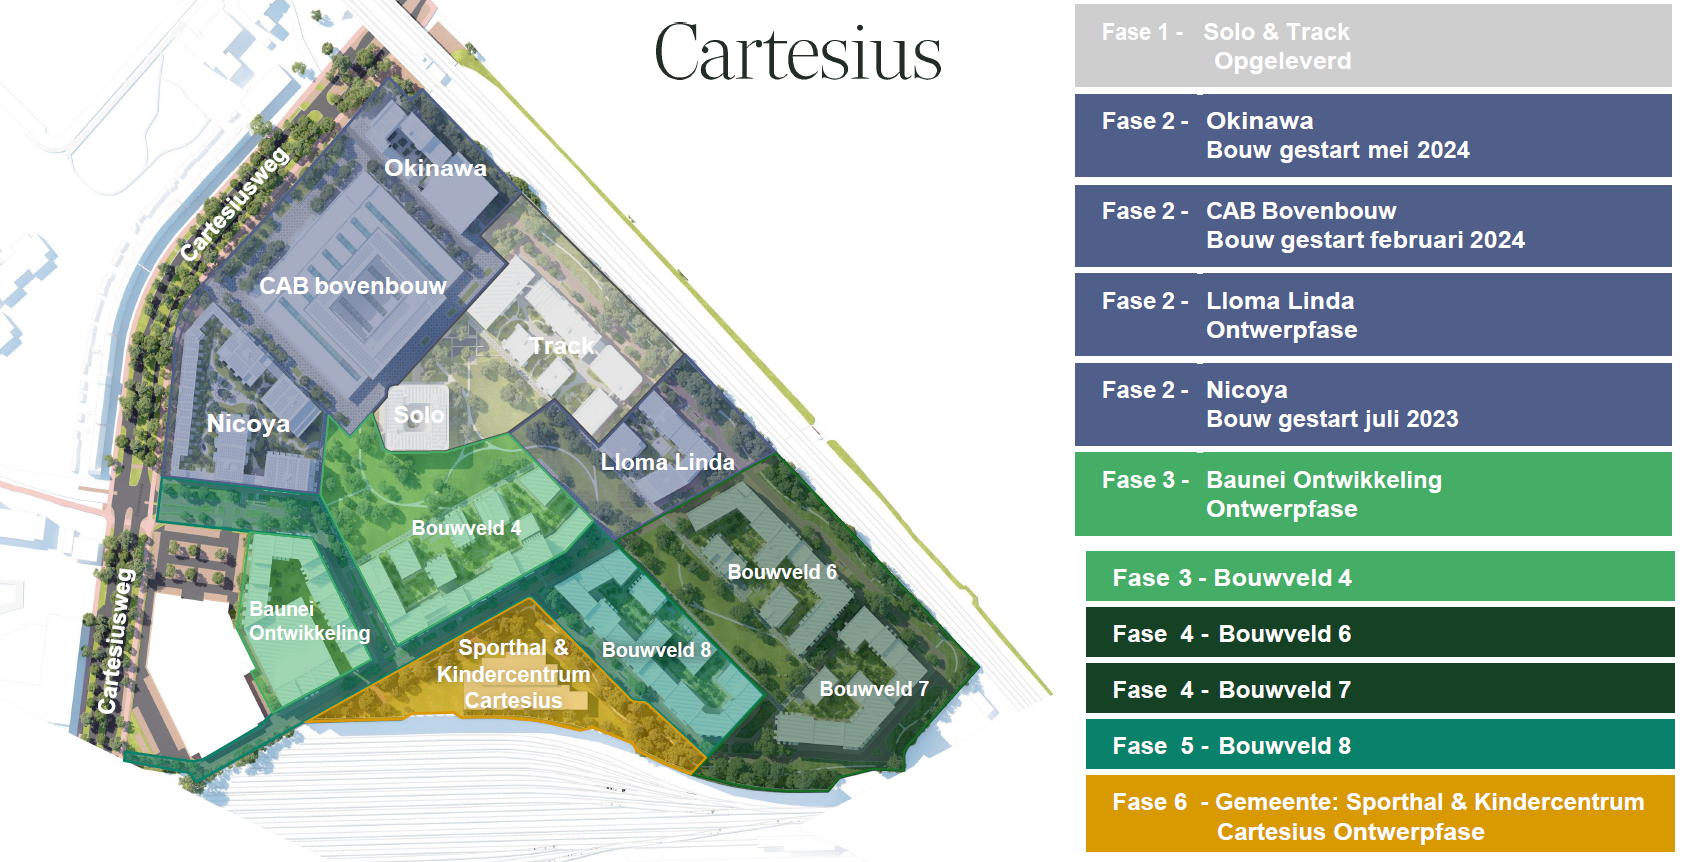 Cartesius
Okinawa
Cartesiusweg
CAB bovenbouw
Track
Solo
Nicoya
Lloma Linda
Bouwveld 4
Bouwveld 6
Baunei
Ontwikkeling
Cartesiusweg
Sporthal &
Kindercentrum
Cartesius
Bouwveld 8
Bouwveld 7
Fase 1 - Solo & Track
Opgeleverd
Fase 2 - Okinawa
Bouw gestart mei 2024
Fase 2 - CAB Bovenbouw
Bouw gestart februari 2024
Fase 2 - Lloma Linda
Ontwerpfase
Fase 2 - Nicoya
Bouw gestart juli 2023
Fase 3 - Baunei Ontwikkeling
Ontwerpfase
Fase 3 - Bouwveld 4
Fase 4 - Bouwveld 6
Fase 4 - Bouwveld 7
Fase 5 - Bouwveld 8
Fase 6 - Gemeente: Sporthal & Kindercentrum
Cartesius Ontwerpfase